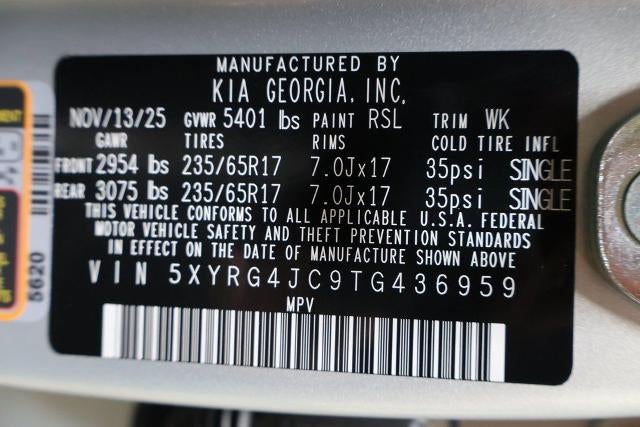 MANUFACTURED BY
KIA GEORGIA, INC.
NOV/13/25 GVWR 5401 lbs PAINT RSL TRIM WK
GAWR TIRES RIMS COLD TIRE INFL
FRONT 2954 lbs 235/65R17 7.0Jx17 35psi SINGLE
REAR 3075 lbs 235/65R17 7.0Jx17 35psi SINGLE
THIS VEHICLE CONFORMS TO ALL APPLICABLE U.S.A. FEDERAL
MOTOR VEHICLE SAFETY AND THEFT PREVENTION STANDARDS
IN EFFECT ON THE DATE OF MANUFACTURE SHOWN ABOVE
VIN 5XYRG4JC9TG436959
MPV
5620